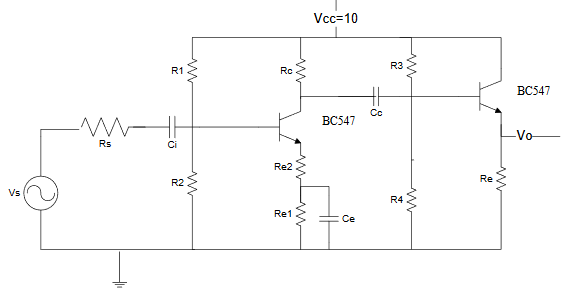 Vcc=10
R1
Rc
R3
BC547
Cc
BC547
Rs
Ci
Vo
Re2
R2
Re
Vs
R4
Re1
Ce